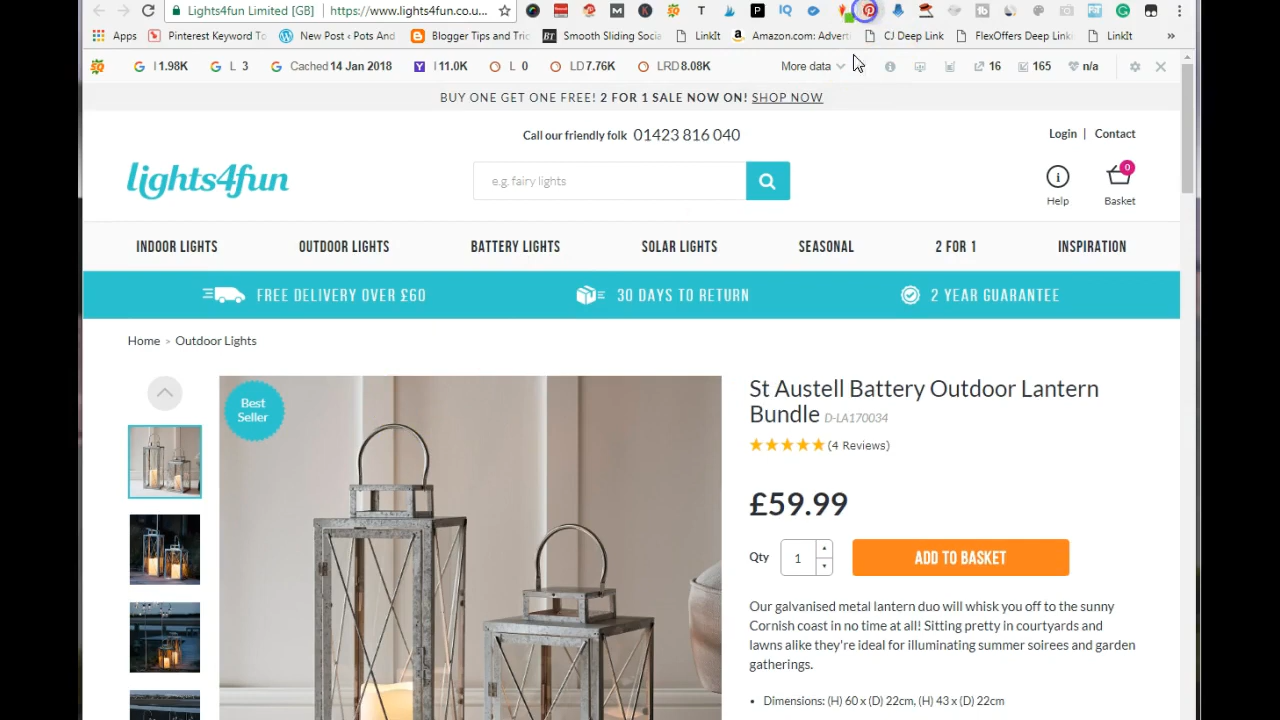 Lights4fun Limited [GB] https://www.lights4fun.co.u...
Apps Pinterest Keyword To New Post ‹ Pots And Blogger Tips and Tric Smooth Sliding Socia LinkIt Amazon.com: Adverti CJ Deep Link FlexOffers Deep Linki LinkIt »
I 1.98K L 3 Cached 14 Jan 2018 I 11.0K L 0 LD 7.76K LRD 8.08K More data 16 165 n/a
BUY ONE GET ONE FREE! 2 FOR 1 SALE NOW ON! SHOP NOW
Call our friendly folk 01423 816 040
Login | Contact
lights4fun
e.g. fairy lights
0
Help Basket
INDOOR LIGHTS OUTDOOR LIGHTS BATTERY LIGHTS SOLAR LIGHTS SEASONAL 2 FOR 1 INSPIRATION
FREE DELIVERY OVER £60 30 DAYS TO RETURN 2 YEAR GUARANTEE
Home > Outdoor Lights
Best
Seller
St Austell Battery Outdoor Lantern
Bundle D-LA170034
(4 Reviews)
£59.99
Qty 1 ADD TO BASKET
Our galvanised metal lantern duo will whisk you off to the sunny
Cornish coast in no time at all! Sitting pretty in courtyards and
lawns alike they're ideal for illuminating summer soirees and garden
gatherings.
• Dimensions: (H) 60 x (D) 22cm, (H) 43 x (D) 22cm